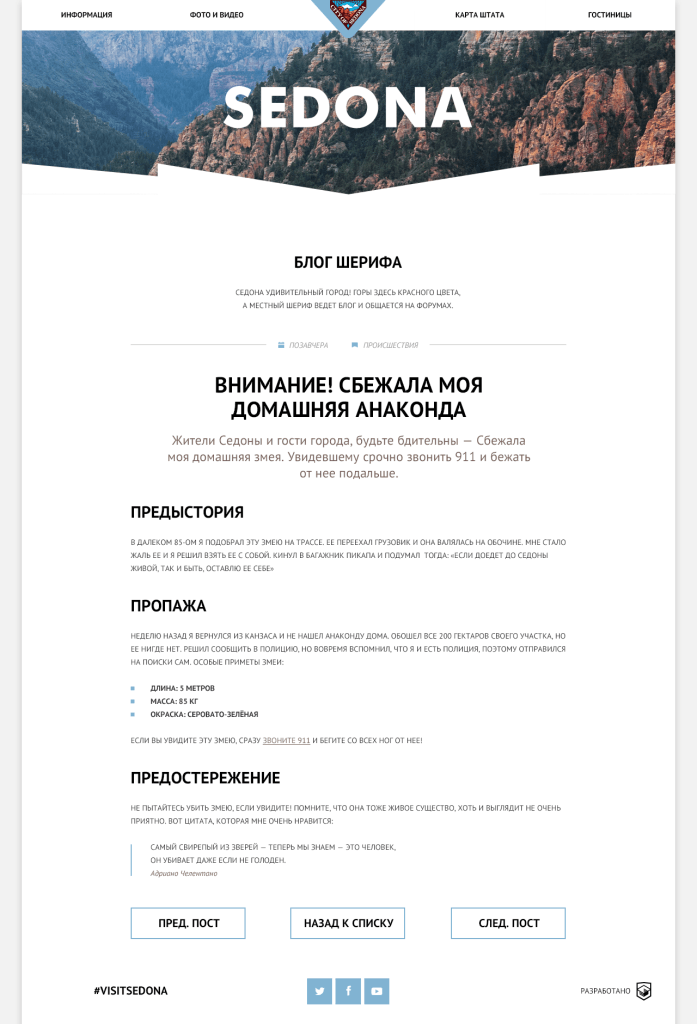 ИНФОРМАЦИЯ
ФОТО И ВИДЕО
CITY OF SEDONA
КАРТА ШТАТА
ГОСТИНИЦЫ
SEDONA
БЛОГ ШЕРИФА
СЕДОНА УДИВИТЕЛЬНЫЙ ГОРОД! ГОРЫ ЗДЕСЬ КРАСНОГО ЦВЕТА,
А МЕСТНЫЙ ШЕРИФ ВЕДЕТ БЛОГ И ОБЩАЕТСЯ НА ФОРУМАХ.
ПОЗАВЧЕРА
ПРОИСШЕСТВИЯ
ВНИМАНИЕ! СБЕЖАЛА МОЯ
ДОМАШНЯЯ АНАКОНДА
Жители Седоны и гости города, будьте бдительны — Сбежала
моя домашняя змея. Увидевшему срочно звонить 911 и бежать
от нее подальше.
ПРЕДЫСТОРИЯ
В ДАЛЕКОМ 85-ОМ Я ПОДОБРАЛ ЭТУ ЗМЕЮ НА ТРАССЕ. ЕЕ ПЕРЕЕХАЛ ГРУЗОВИК И ОНА ВАЛЯЛАСЬ НА ОБОЧИНЕ. МНЕ СТАЛО
ЖАЛЬ ЕЕ И Я РЕШИЛ ВЗЯТЬ ЕЕ С СОБОЙ. КИНУЛ В БАГАЖНИК ПИКАПА И ПОДУМАЛ ТОГДА: «ЕСЛИ ДОЕДЕТ ДО СЕДОНЫ
ЖИВОЙ, ТАК И БЫТЬ, ОСТАВЛЮ ЕЕ СЕБЕ»
ПРОПАЖА
НЕДЕЛЮ НАЗАД Я ВЕРНУЛСЯ ИЗ КАНЗАСА И НЕ НАШЕЛ АНАКОНДУ ДОМА. ОБОШЕЛ ВСЕ 200 ГЕКТАРОВ СВОЕГО УЧАСТКА, НО
ЕЕ НИГДЕ НЕТ. РЕШИЛ СООБЩИТЬ В ПОЛИЦИЮ, НО ВОВРЕМЯ ВСПОМНИЛ, ЧТО Я И ЕСТЬ ПОЛИЦИЯ, ПОЭТОМУ ОТПРАВИЛСЯ
НА ПОИСКИ САМ. ОСОБЫЕ ПРИМЕТЫ ЗМЕИ:
ДЛИНА: 5 МЕТРОВ
МАССА: 85 КГ
ОКРАСКА: СЕРОВАТО-ЗЕЛЁНАЯ
ЕСЛИ ВЫ УВИДИТЕ ЭТУ ЗМЕЮ, СРАЗУ ЗВОНИТЕ 911 И БЕГИТЕ СО ВСЕХ НОГ ОТ НЕЕ!
ПРЕДОСТЕРЕЖЕНИЕ
НЕ ПЫТАЙТЕСЬ УБИТЬ ЗМЕЮ, ЕСЛИ УВИДИТЕ! ПОМНИТЕ, ЧТО ОНА ТОЖЕ ЖИВОЕ СУЩЕСТВО, ХОТЬ И ВЫГЛЯДИТ НЕ ОЧЕНЬ
ПРИЯТНО. ВОТ ЦИТАТА, КОТОРАЯ МНЕ ОЧЕНЬ НРАВИТСЯ:
САМЫЙ СВИРЕПЫЙ ИЗ ЗВЕРЕЙ — ТЕПЕРЬ МЫ ЗНАЕМ — ЭТО ЧЕЛОВЕК,
ОН УБИВАЕТ ДАЖЕ ЕСЛИ НЕ ГОЛОДЕН.
Адриано Челентано
ПРЕД. ПОСТ
НАЗАД К СПИСКУ
СЛЕД. ПОСТ
#VISITSEDONA
РАЗРАБОТАНО